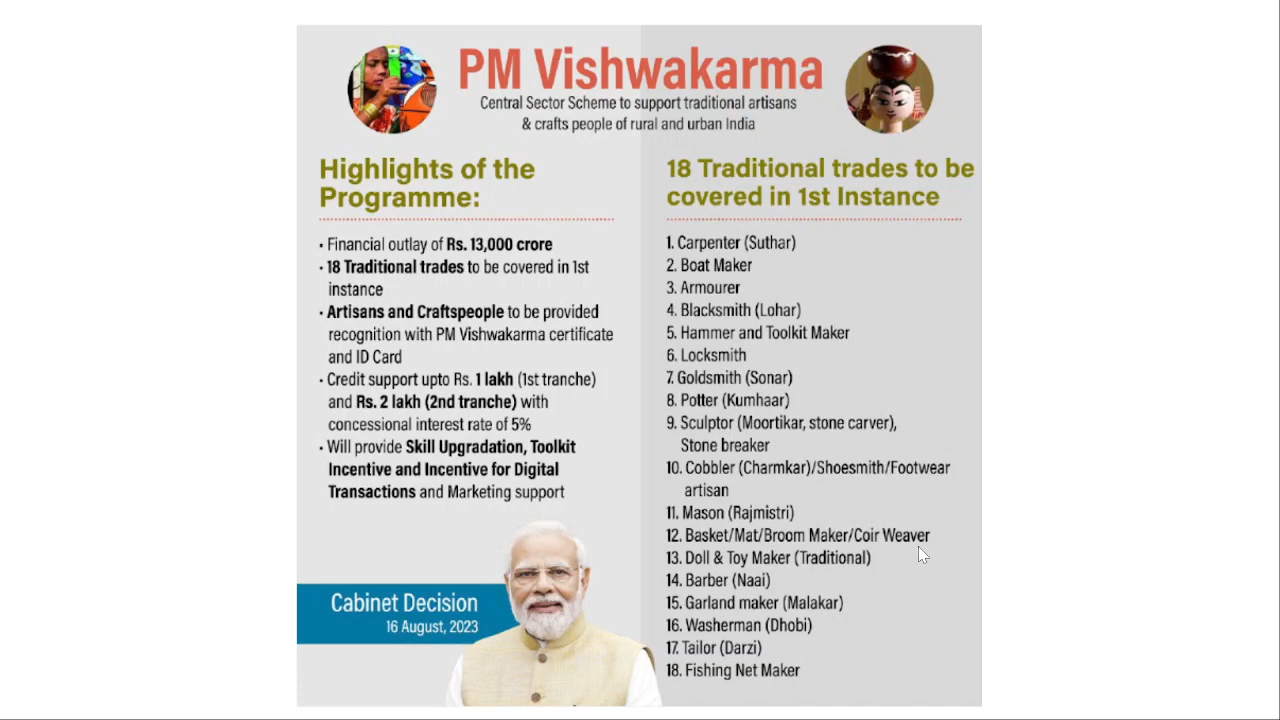 PM Vishwakarma
Central Sector Scheme to support traditional artisans
& crafts people of rural and urban India
Highlights of the
Programme:
• Financial outlay of Rs. 13,000 crore
• 18 Traditional trades to be covered in 1st
instance
• Artisans and Craftspeople to be provided
recognition with PM Vishwakarma certificate
and ID Card
• Credit support upto Rs. 1 lakh (1st tranche)
and Rs. 2 lakh (2nd tranche) with
concessional interest rate of 5%
• Will provide Skill Upgradation, Toolkit
Incentive and Incentive for Digital
Transactions and Marketing support
Cabinet Decision
16 August, 2023
18 Traditional trades to be
covered in 1st Instance
1. Carpenter (Suthar)
2. Boat Maker
3. Armourer
4. Blacksmith (Lohar)
5. Hammer and Toolkit Maker
6. Locksmith
7. Goldsmith (Sonar)
8. Potter (Kumhaar)
9. Sculptor (Moortikar, stone carver),
Stone breaker
10. Cobbler (Charmkar)/Shoesmith/Footwear
artisan
11. Mason (Rajmistri)
12. Basket/Mat/Broom Maker/Coir Weaver
13. Doll & Toy Maker (Traditional)
14. Barber (Naai)
15. Garland maker (Malakar)
16. Washerman (Dhobi)
17. Tailor (Darzi)
18. Fishing Net Maker